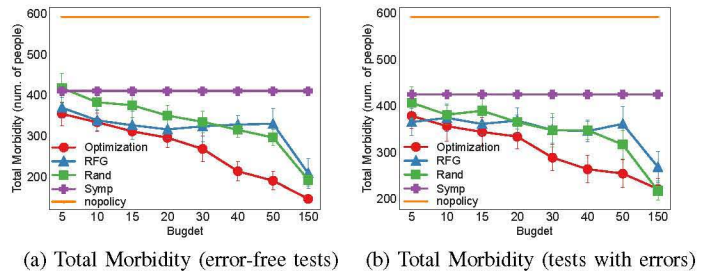 Total Morbidity (num. of people)
600
500
400
300
200
Optimization
RFG
Rand
Symp
nopolicy
5 10 15 20 30 40 50 150
Bugdet
(a) Total Morbidity (error-free tests)
Total Morbidity (num. of people)
600
500
400
300
200
Optimization
RFG
Rand
Symp
nopolicy
5 10 15 20 30 40 50 150
Bugdet
(b) Total Morbidity (tests with errors)